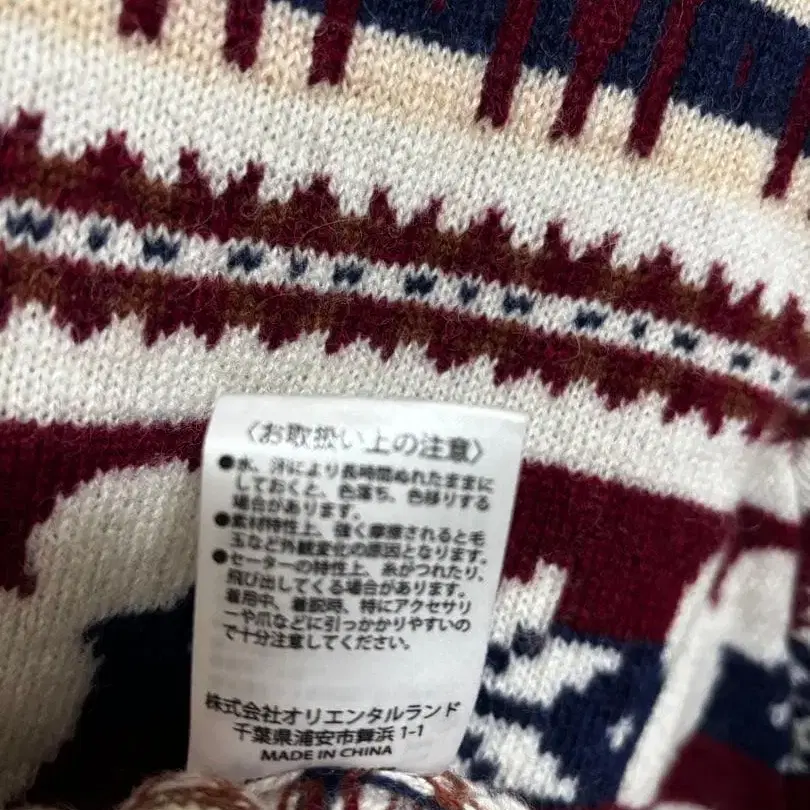 〈お取扱い上の注意〉
●水、汗により長時間ぬれたままに
しておくと、色落ち、色移りする
場合があります。
●素材特性上、強く摩擦されると毛
玉など外観変化の原因となります。
●セーターの特性上、糸がつれたり、
飛び出してくる場合があります。
着用中、着脱時、特にアクセサリ
ーや爪などに引っかかりやすいの
で十分注意してください。
株式会社オリエンタルランド
千葉県浦安市舞浜 1-1
MADE IN CHINA